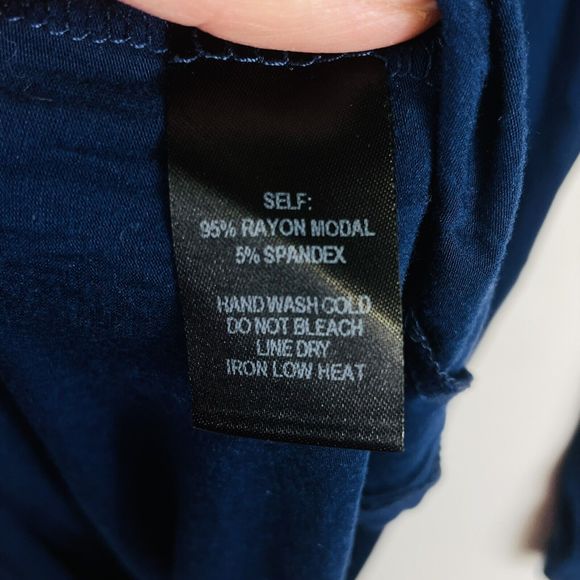 SELF:
95% RAYON MODAL
5% SPANDEX
HAND WASH COLD
DO NOT BLEACH
LINE DRY
IRON LOW HEAT